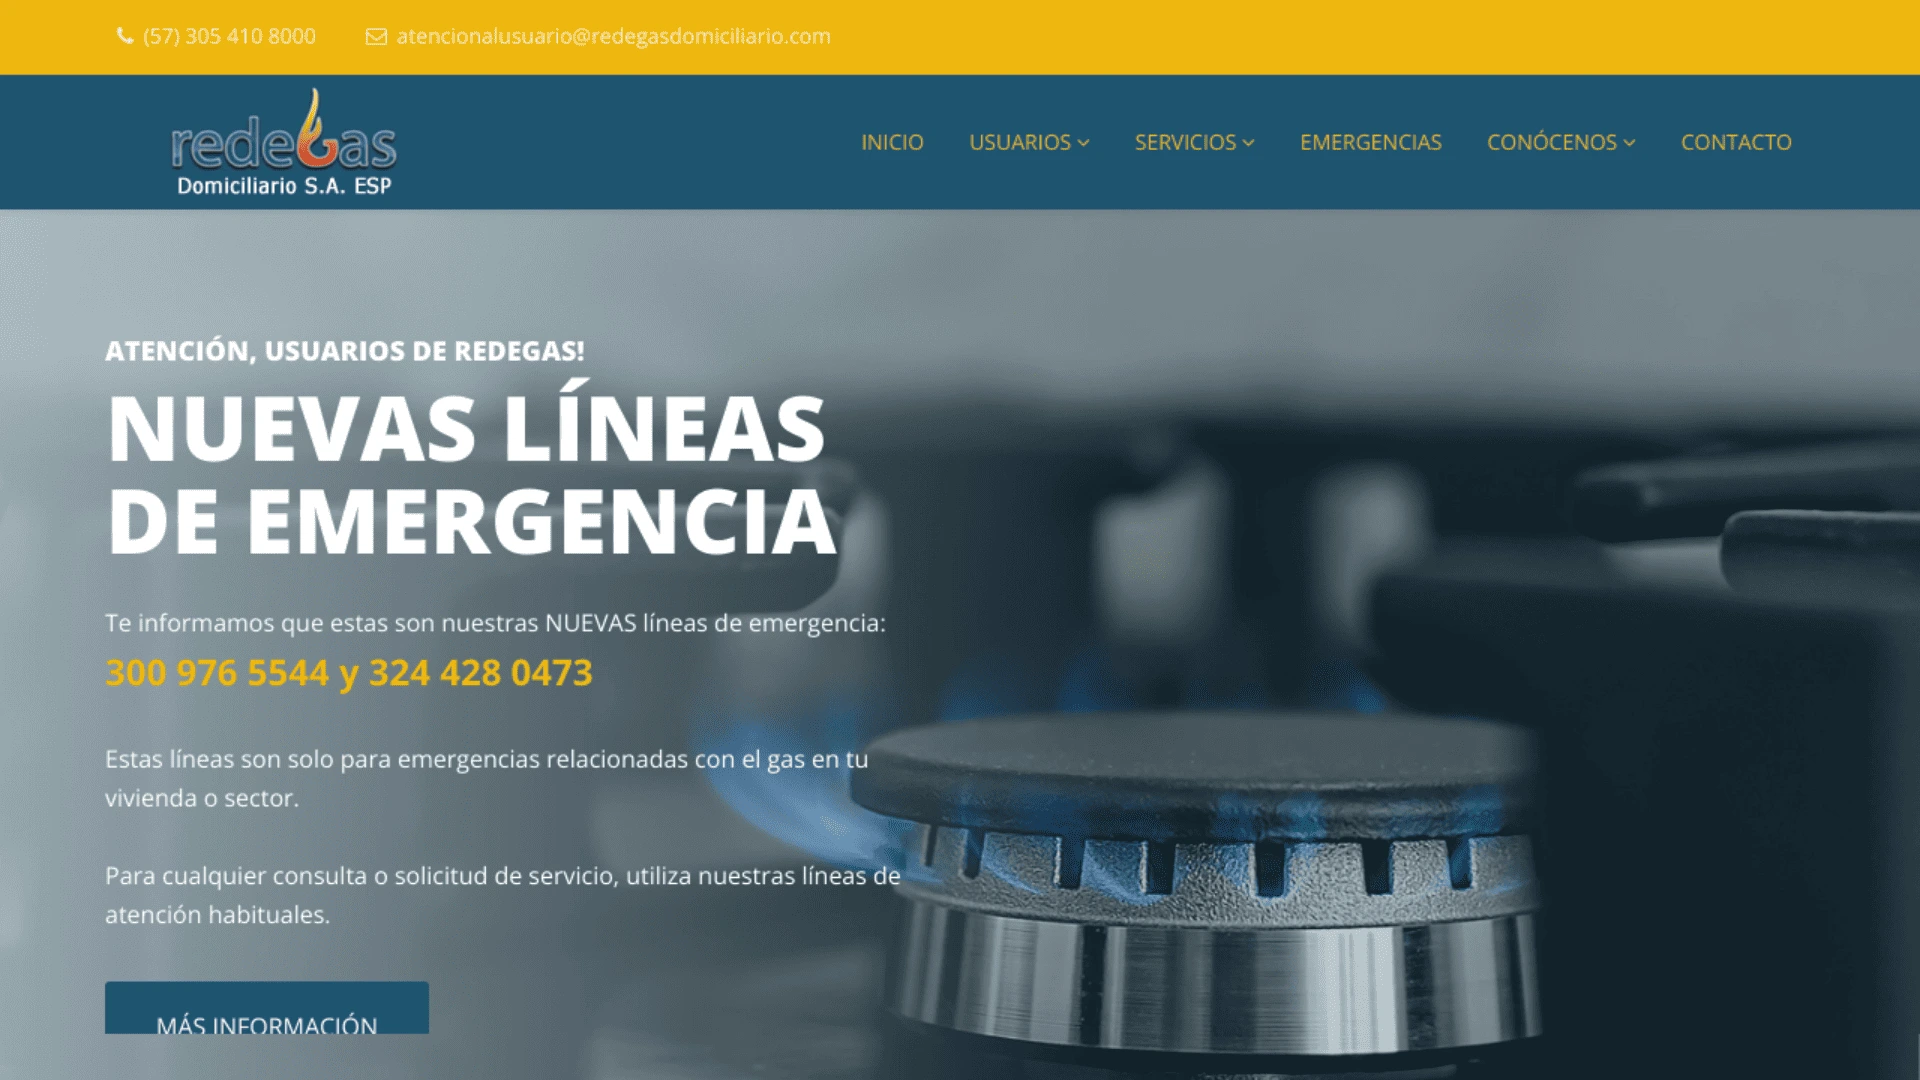 (57) 305 410 8000
atencionalusuario@redegasdomiciliario.com
redeGas
Domiciliario S.A. ESP
INICIO
USUARIOS
SERVICIOS
EMERGENCIAS
CONÓCENOS
CONTACTO
ATENCIÓN, USUARIOS DE REDEGAS!
NUEVAS LÍNEAS
DE EMERGENCIA
Te informamos que estas son nuestras NUEVAS líneas de emergencia:
300 976 5544 y 324 428 0473
Estas líneas son solo para emergencias relacionadas con el gas en tu
vivienda o sector.
Para cualquier consulta o solicitud de servicio, utiliza nuestras líneas de
atención habituales.
MÁS INFORMACIÓN